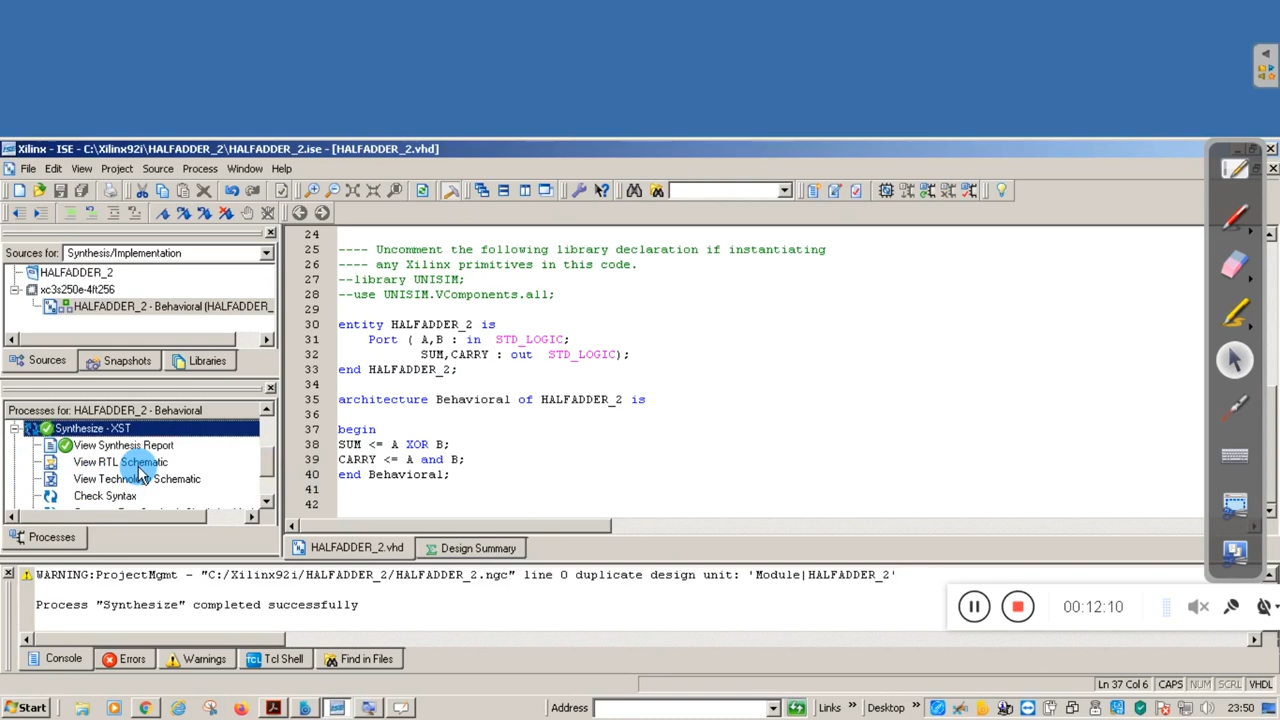 Xilinx - ISE - C:\Xilinx92i\HALFADDER_2\HALFADDER_2.ise - [HALFADDER_2.vhd]
File Edit View Project Source Process Window Help
Sources for: Synthesis/Implementation
HALFADDER_2
xc3s250e-4ft256
HALFADDER_2 - Behavioral (HALFADDER_
Sources Snapshots Libraries
Processes for: HALFADDER_2 - Behavioral
Synthesize - XST
View Synthesis Report
View RTL Schematic
View Technology Schematic
Check Syntax
Processes
24
25 ---- Uncomment the following library declaration if instantiating
26 ---- any Xilinx primitives in this code.
27 --library UNISIM;
28 --use UNISIM.VComponents.all;
29
30 entity HALFADDER_2 is
31 Port ( A,B : in STD_LOGIC;
32 SUM,CARRY : out STD_LOGIC);
33 end HALFADDER_2;
34
35 architecture Behavioral of HALFADDER_2 is
36
37 begin
38 SUM <= A XOR B;
39 CARRY <= A and B;
40 end Behavioral;
41
42
HALFADDER_2.vhd Design Summary
WARNING:ProjectMgmt - "C:/Xilinx92i/HALFADDER_2/HALFADDER_2.ngc" line 0 duplicate design unit: 'Module|HALFADDER_2'
Process "Synthesize" completed successfully
00:12:10
Console Errors Warnings Tcl Shell Find in Files
Ln 37 Col 6 CAPS NUM SCRL VHDL
Start Address Links » Desktop » 23:50